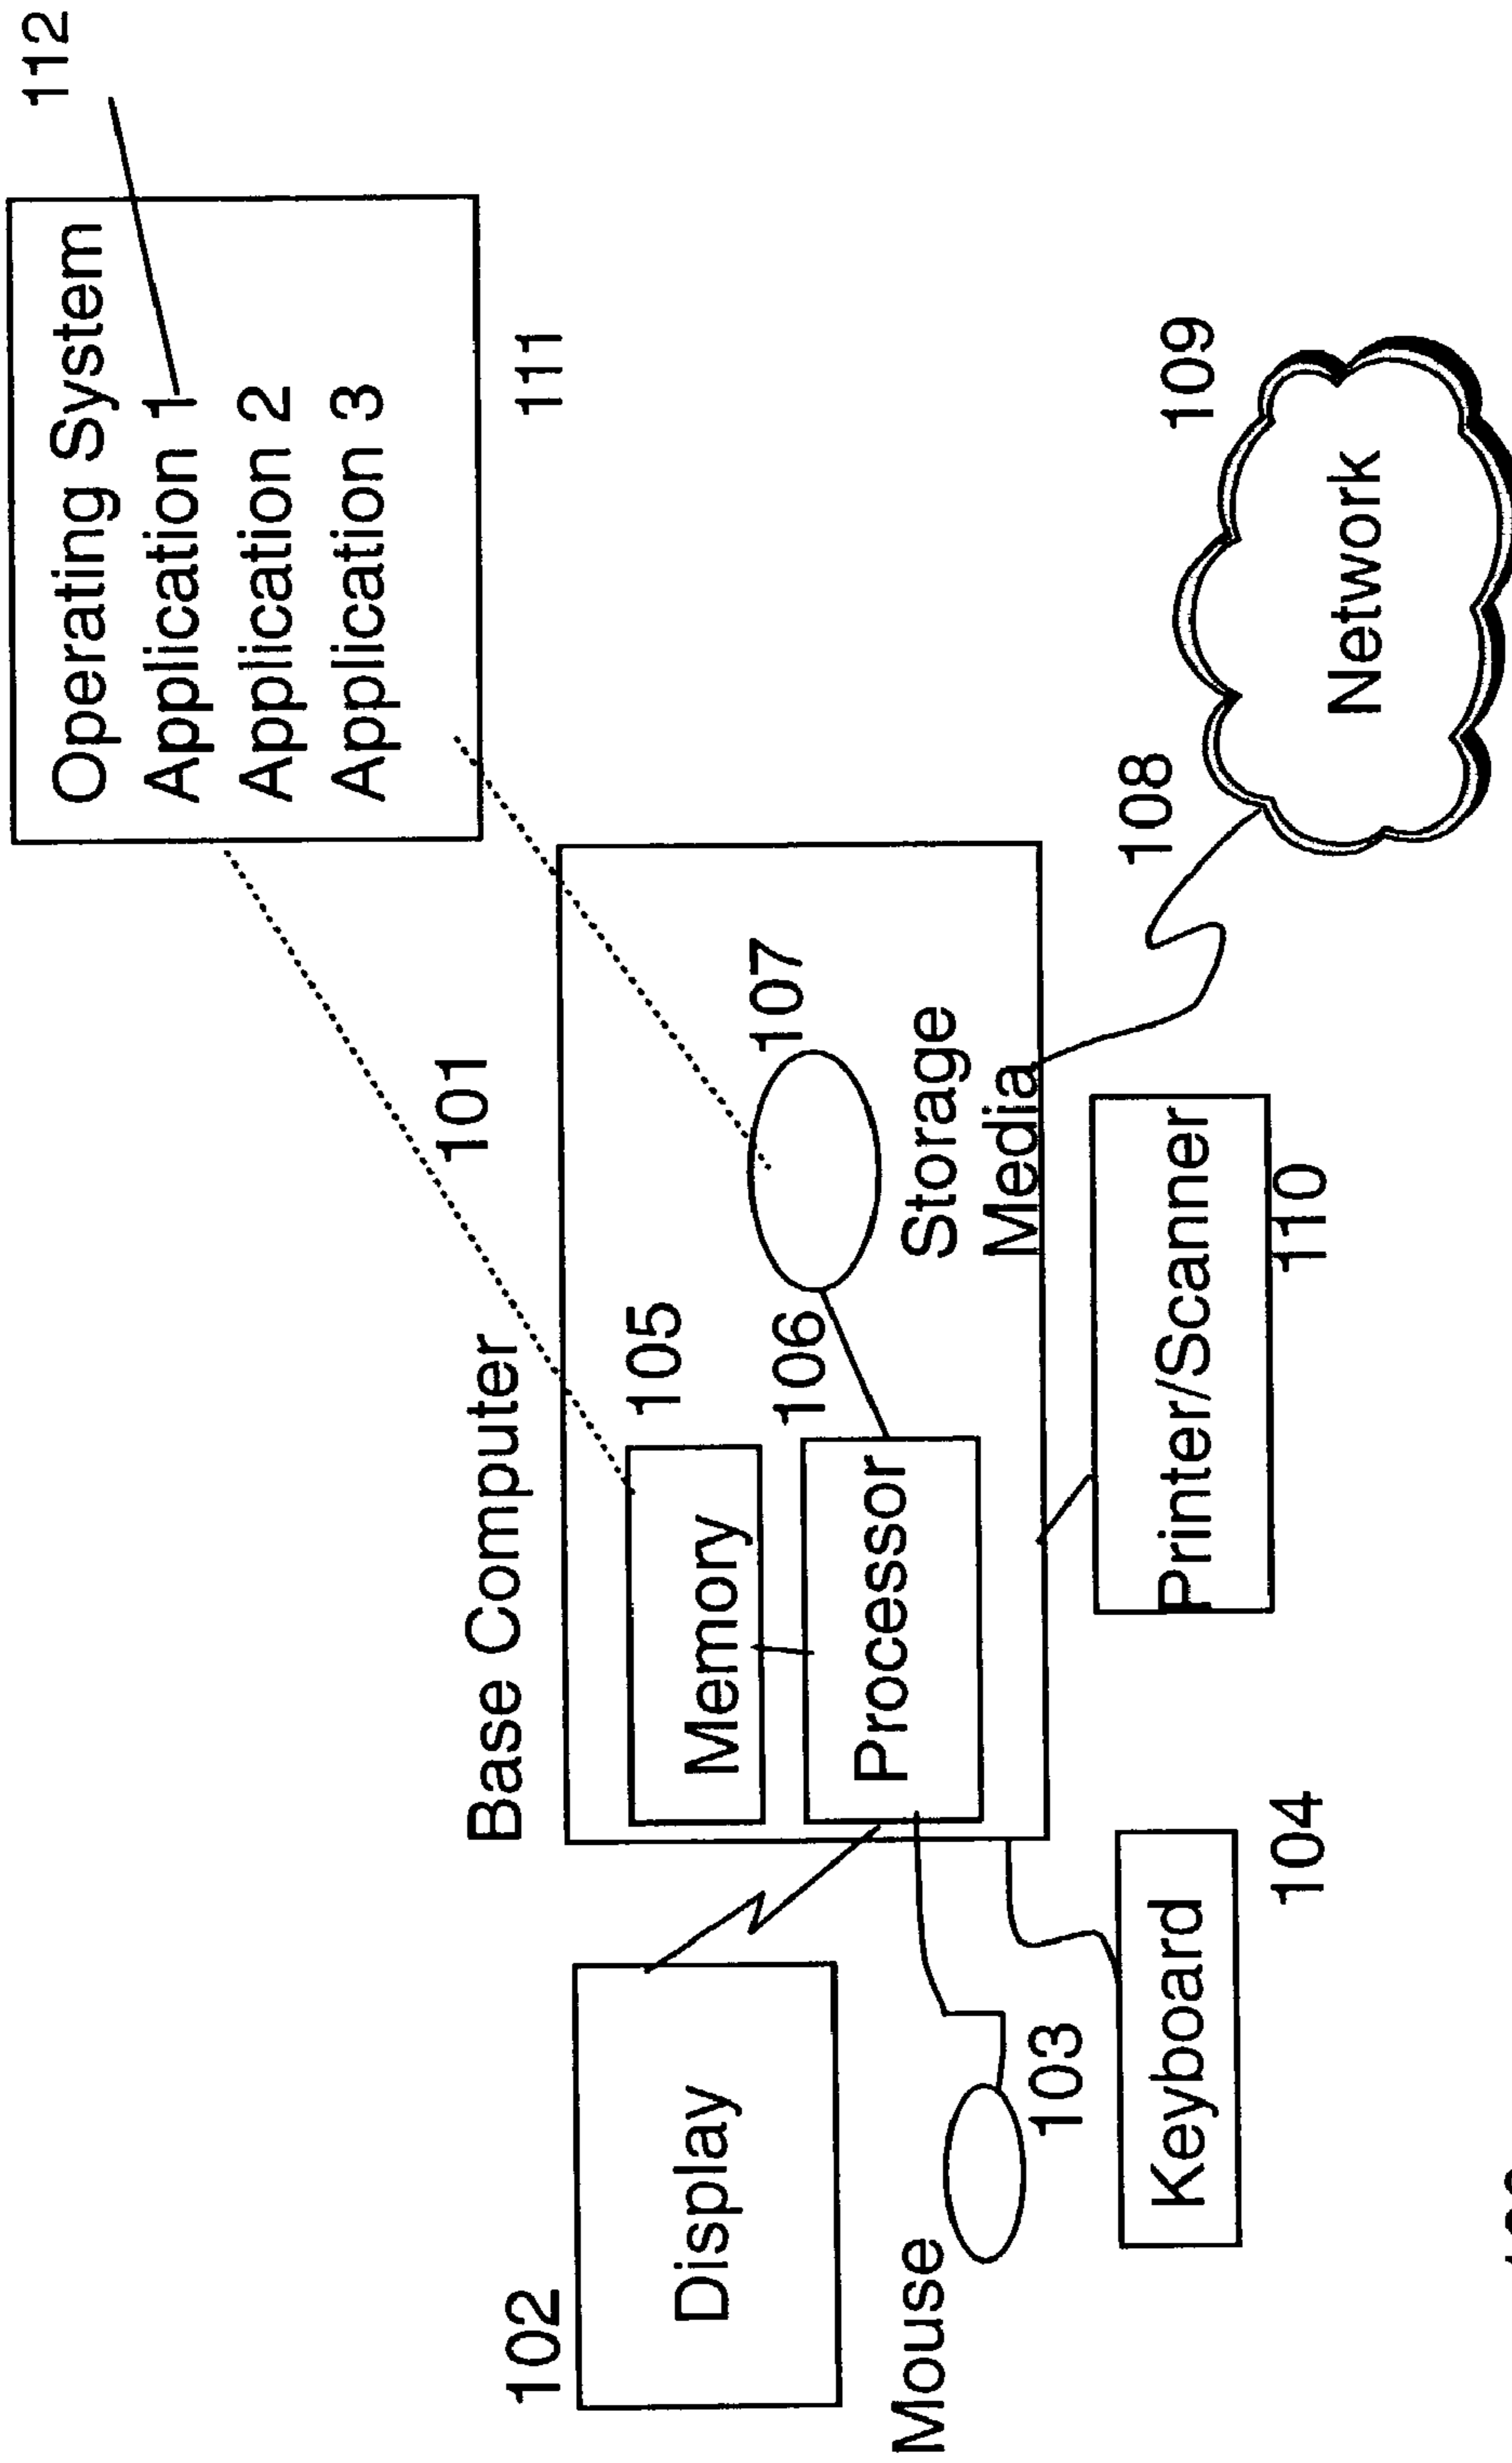 112
Operating System
Application 1
Application 2
Application 3
111
Base Computer
101
105
Memory
107
106
Processor
Storage
Media
102
Display
Mouse
103
Keyboard
104
Printer/Scanner
110
108
109
Network